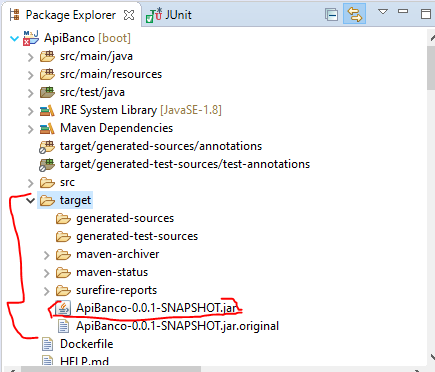 Package Explorer JUnit
ApiBanco [boot]
src/main/java
src/main/resources
src/test/java
JRE System Library [JavaSE-1.8]
Maven Dependencies
target/generated-sources/annotations
target/generated-test-sources/test-annotations
src
target
generated-sources
generated-test-sources
maven-archiver
maven-status
surefire-reports
ApiBanco-0.0.1-SNAPSHOT.jar
ApiBanco-0.0.1-SNAPSHOT.jar.original
Dockerfile
HELP.md